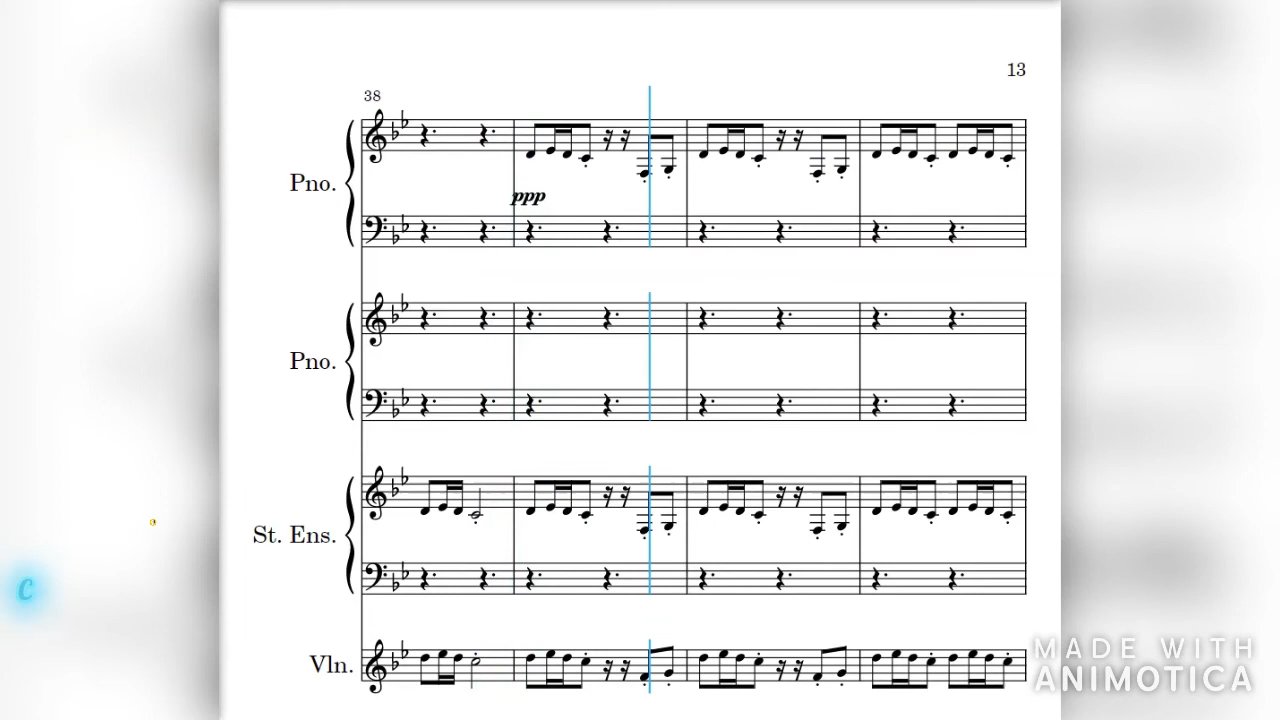 13
38
Pno.
ppp
Pno.
St. Ens.
Vln.
C
MADE WITH
ANIMOTICA